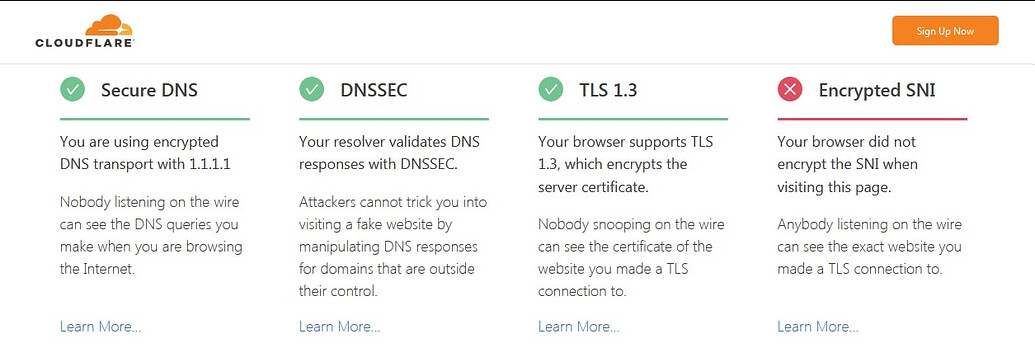 CLOUDFLARE
Sign Up Now
Secure DNS
You are using encrypted
DNS transport with 1.1.1.1
Nobody listening on the wire
can see the DNS queries you
make when you are browsing
the Internet.
Learn More...
DNSSEC
Your resolver validates DNS
responses with DNSSEC.
Attackers cannot trick you into
visiting a fake website by
manipulating DNS responses
for domains that are outside
their control.
Learn More...
TLS 1.3
Your browser supports TLS
1.3, which encrypts the
server certificate.
Nobody snooping on the wire
can see the certificate of the
website you made a TLS
connection to.
Learn More...
Encrypted SNI
Your browser did not
encrypt the SNI when
visiting this page.
Anybody listening on the wire
can see the exact website you
made a TLS connection to.
Learn More...